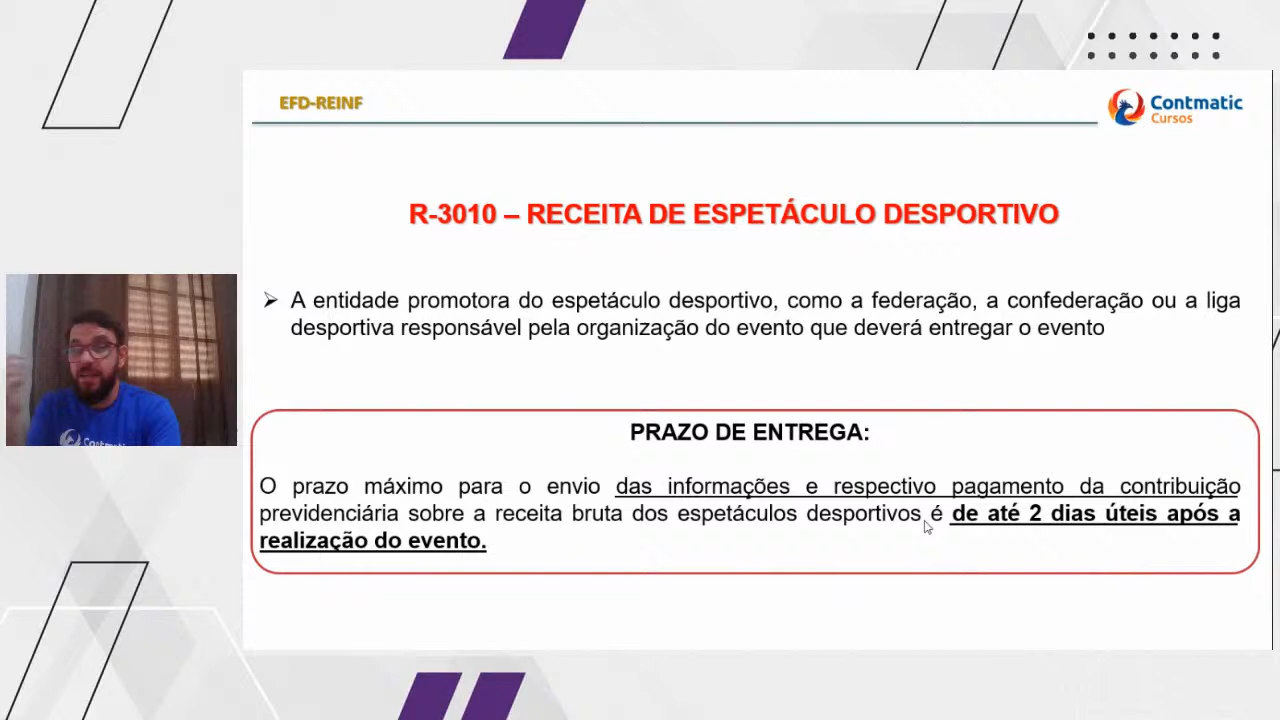 EFD-REINF
Contmatic
Cursos
R-3010 – RECEITA DE ESPETÁCULO DESPORTIVO
➢ A entidade promotora do espetáculo desportivo, como a federação, a confederação ou a liga
desportiva responsável pela organização do evento que deverá entregar o evento
PRAZO DE ENTREGA:
O prazo máximo para o envio das informações e respectivo pagamento da contribuição
previdenciária sobre a receita bruta dos espetáculos desportivos é de até 2 dias úteis após a
realização do evento.